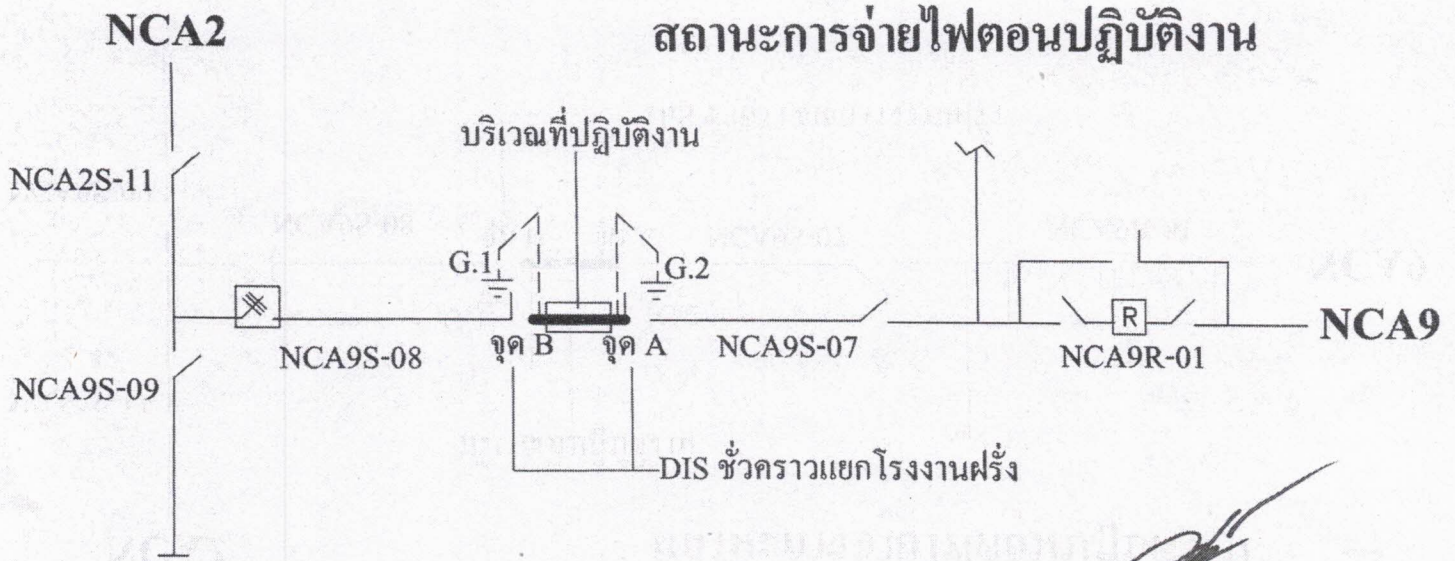 NCA2
สถานะการจ่ายไฟตอนปฏิบัติงาน
บริเวณที่ปฏิบัติงาน
NCA2S-11
G.1
G.2
R
NCA9
NCA9S-08
จุด B
จุด A
NCA9S-07
NCA9R-01
NCA9S-09
DIS ชั่วคราวแยกโรงงานฝรั่ง